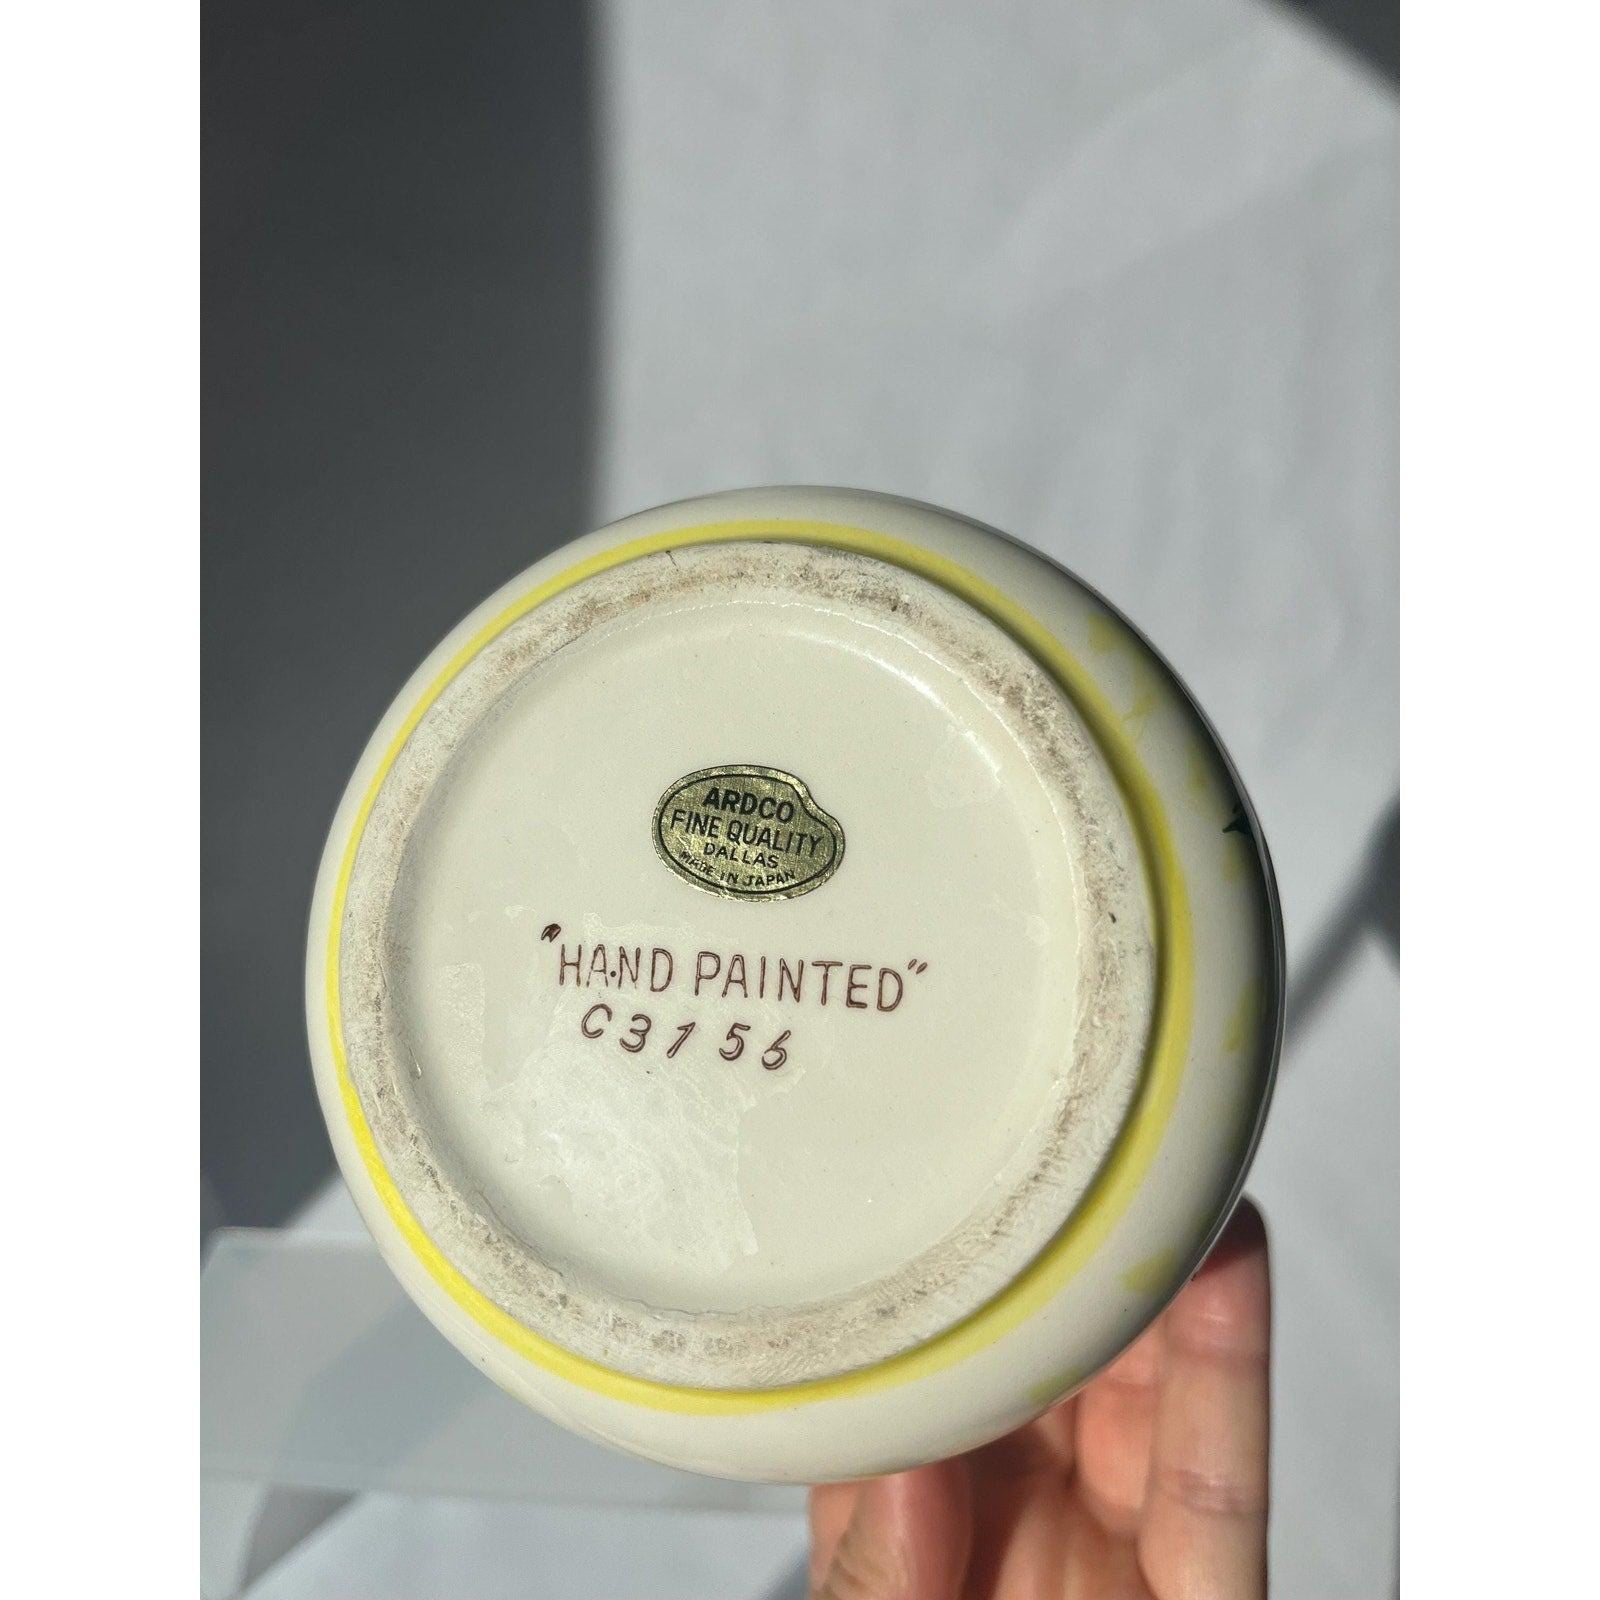 ARDCO
FINE QUALITY
DALLAS
MADE IN JAPAN
"HAND PAINTED"
C3156